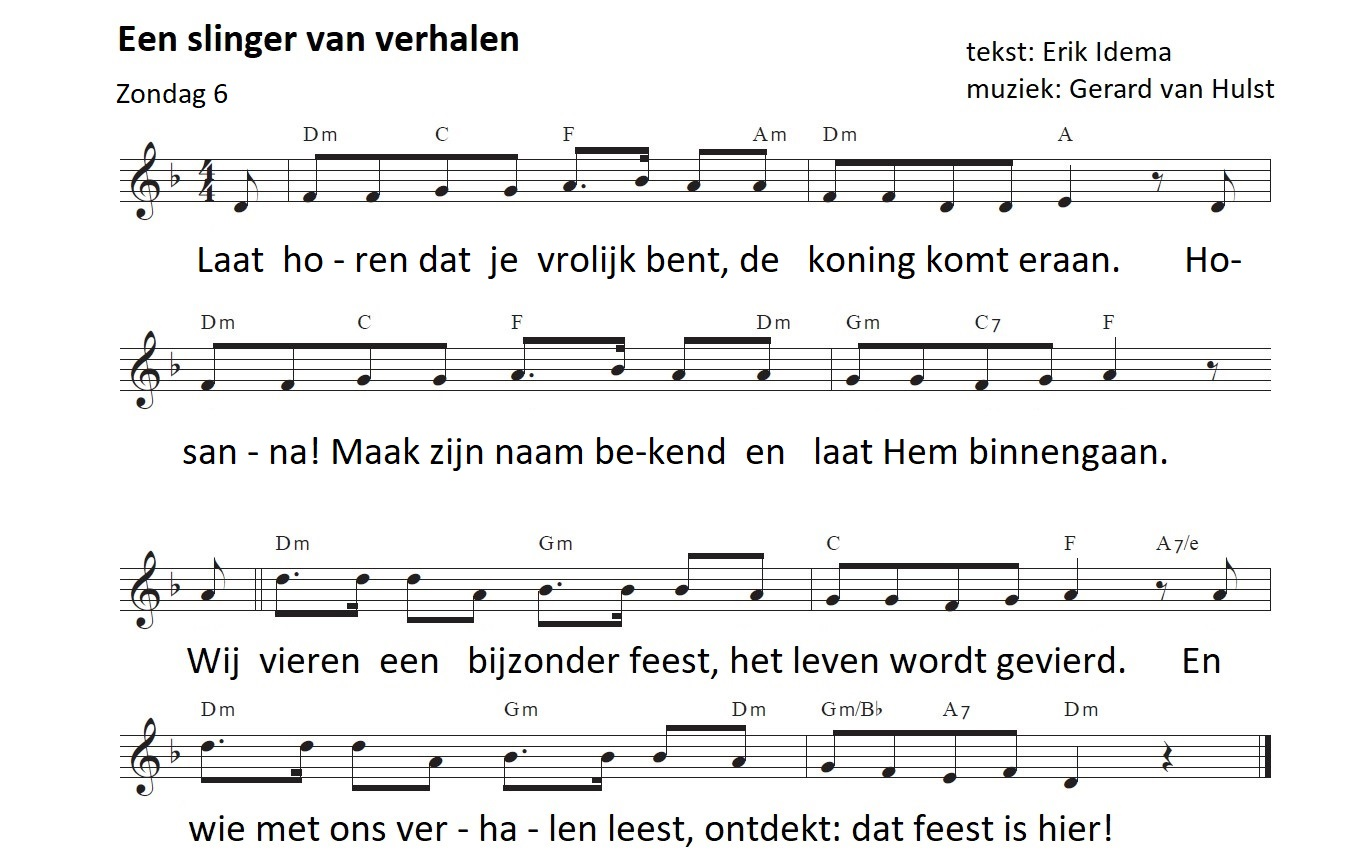 Een slinger van verhalen
tekst: Erik Idema
Zondag 6
muziek: Gerard van Hulst
Dm C F Am Dm A
4
4
Laat ho - ren dat je vrolijk bent, de koning komt eraan. Ho-
Dm C F Dm Gm C7 F
san - na! Maak zijn naam be-kend en laat Hem binnengaan.
Dm Gm C F A7/e
Wij vieren een bijzonder feest, het leven wordt gevierd. En
Dm Gm Dm Gm/B♭ A7 Dm
wie met ons ver - ha - len leest, ontdekt: dat feest is hier!